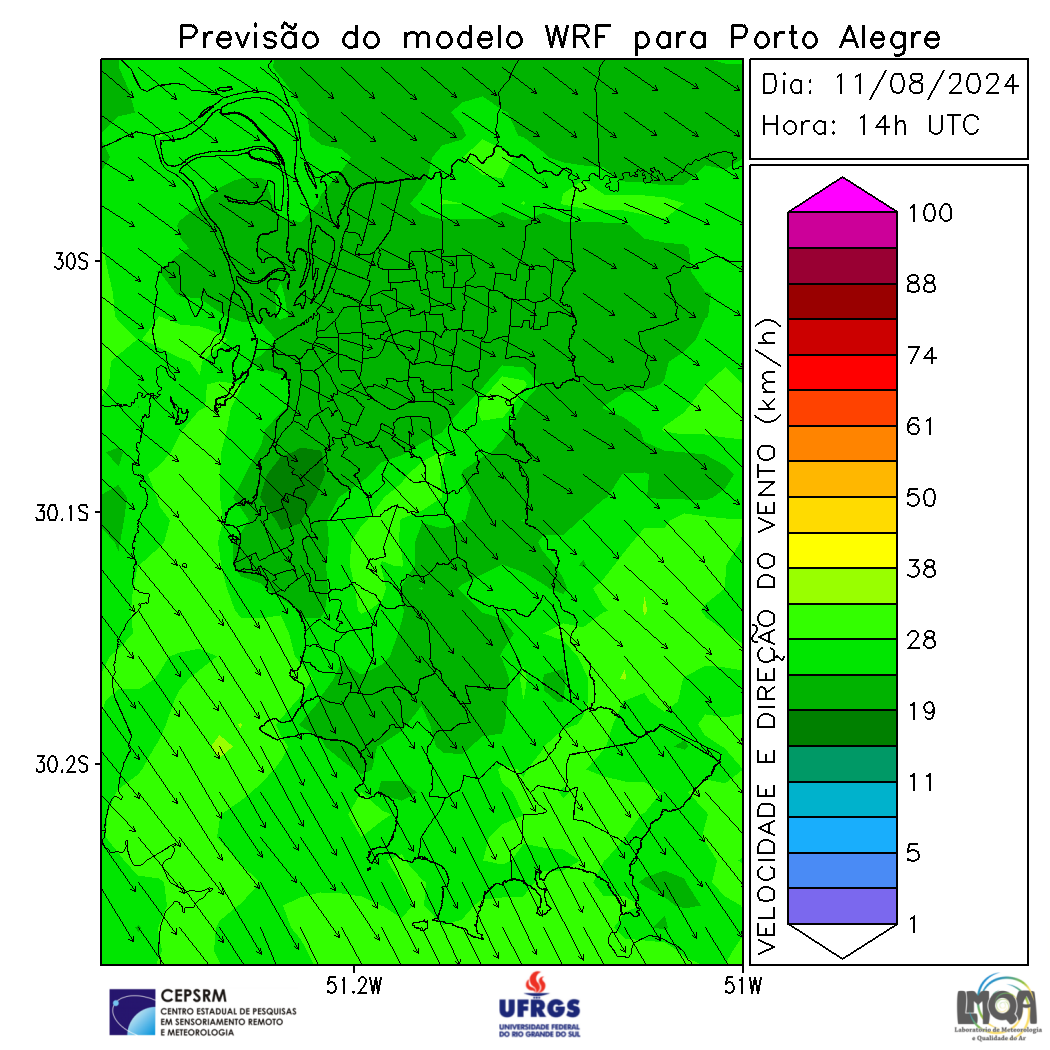 Previsão do modelo WRF para Porto Alegre
Dia: 11/08/2024
Hora: 14h UTC
30S
30.1S
30.2S
51.2W
51W
VELOCIDADE E DIREÇÃO DO VENTO (km/h)
100
88
74
61
50
38
28
19
11
5
1
CEPSRM
CENTRO ESTADUAL DE PESQUISAS
EM SENSORIAMENTO REMOTO
E METEOROLOGIA
UFRGS
UNIVERSIDADE FEDERAL
DO RIO GRANDE DO SUL
LMQA
Laboratório de Meteorologia
e Qualidade do Ar